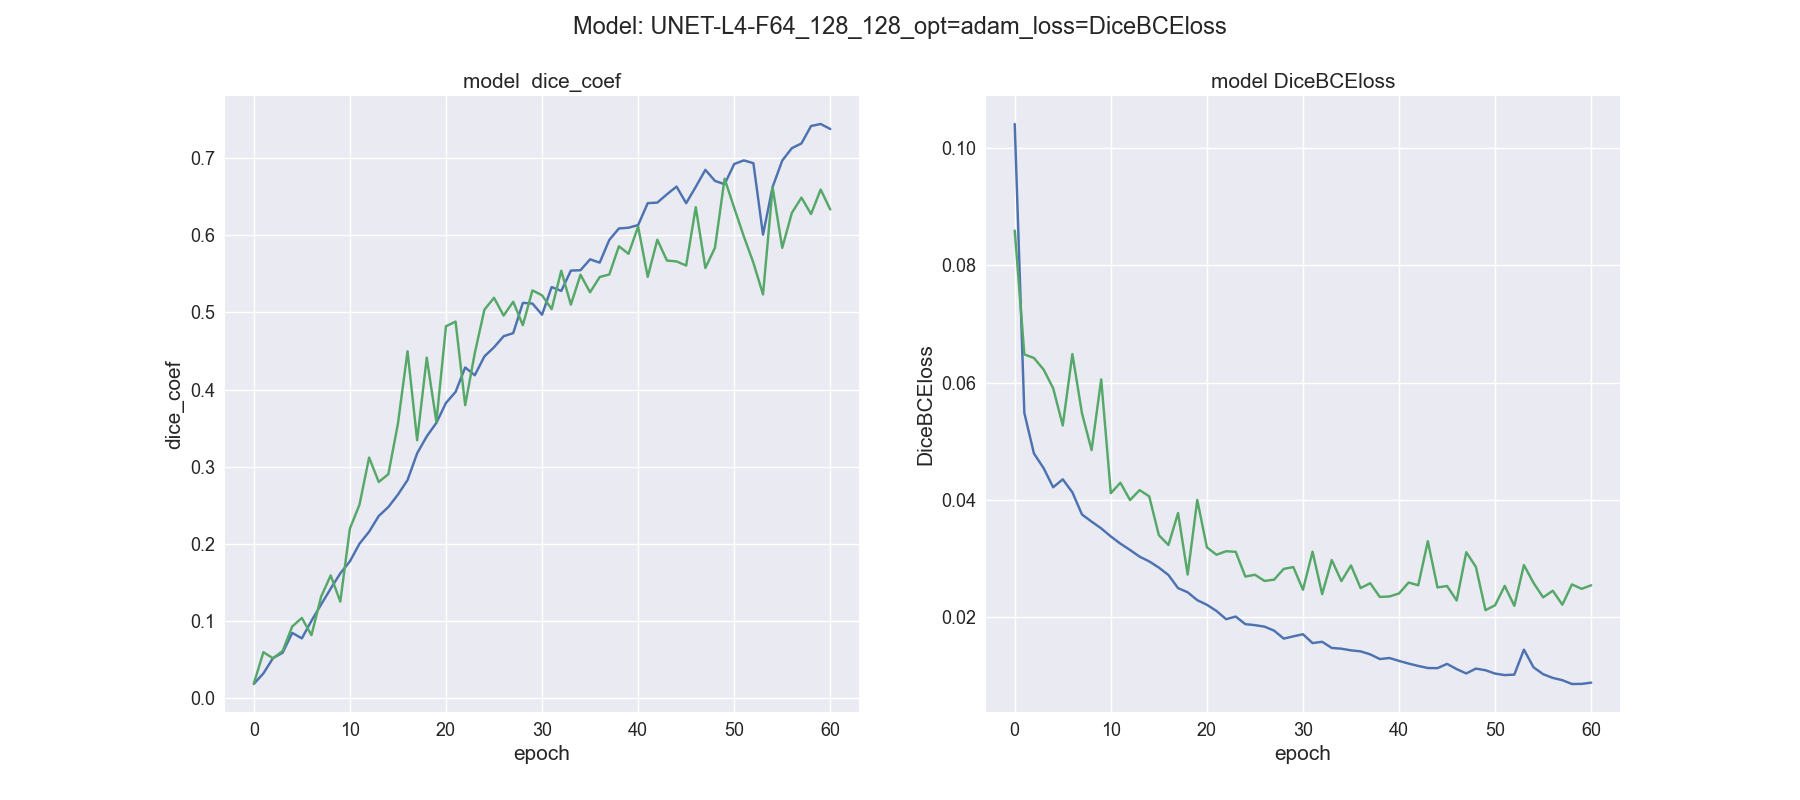 Model: UNET-L4-F64_128_128_opt=adam_loss=DiceBCEloss
model  dice_coef
dice_coef
0.7
0.6
0.5
0.4
0.3
0.2
0.1
0.0
0 10 20 30 40 50 60
epoch
model DiceBCEloss
DiceBCEloss
0.10
0.08
0.06
0.04
0.02
0 10 20 30 40 50 60
epoch